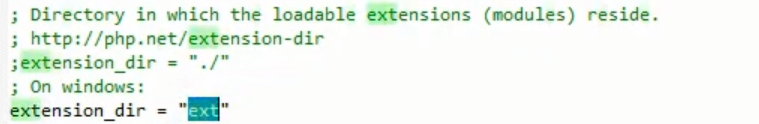 ; Directory in which the loadable extensions (modules) reside.
; http://php.net/extension-dir
;extension_dir = "./"
; On windows:
extension_dir = "ext"